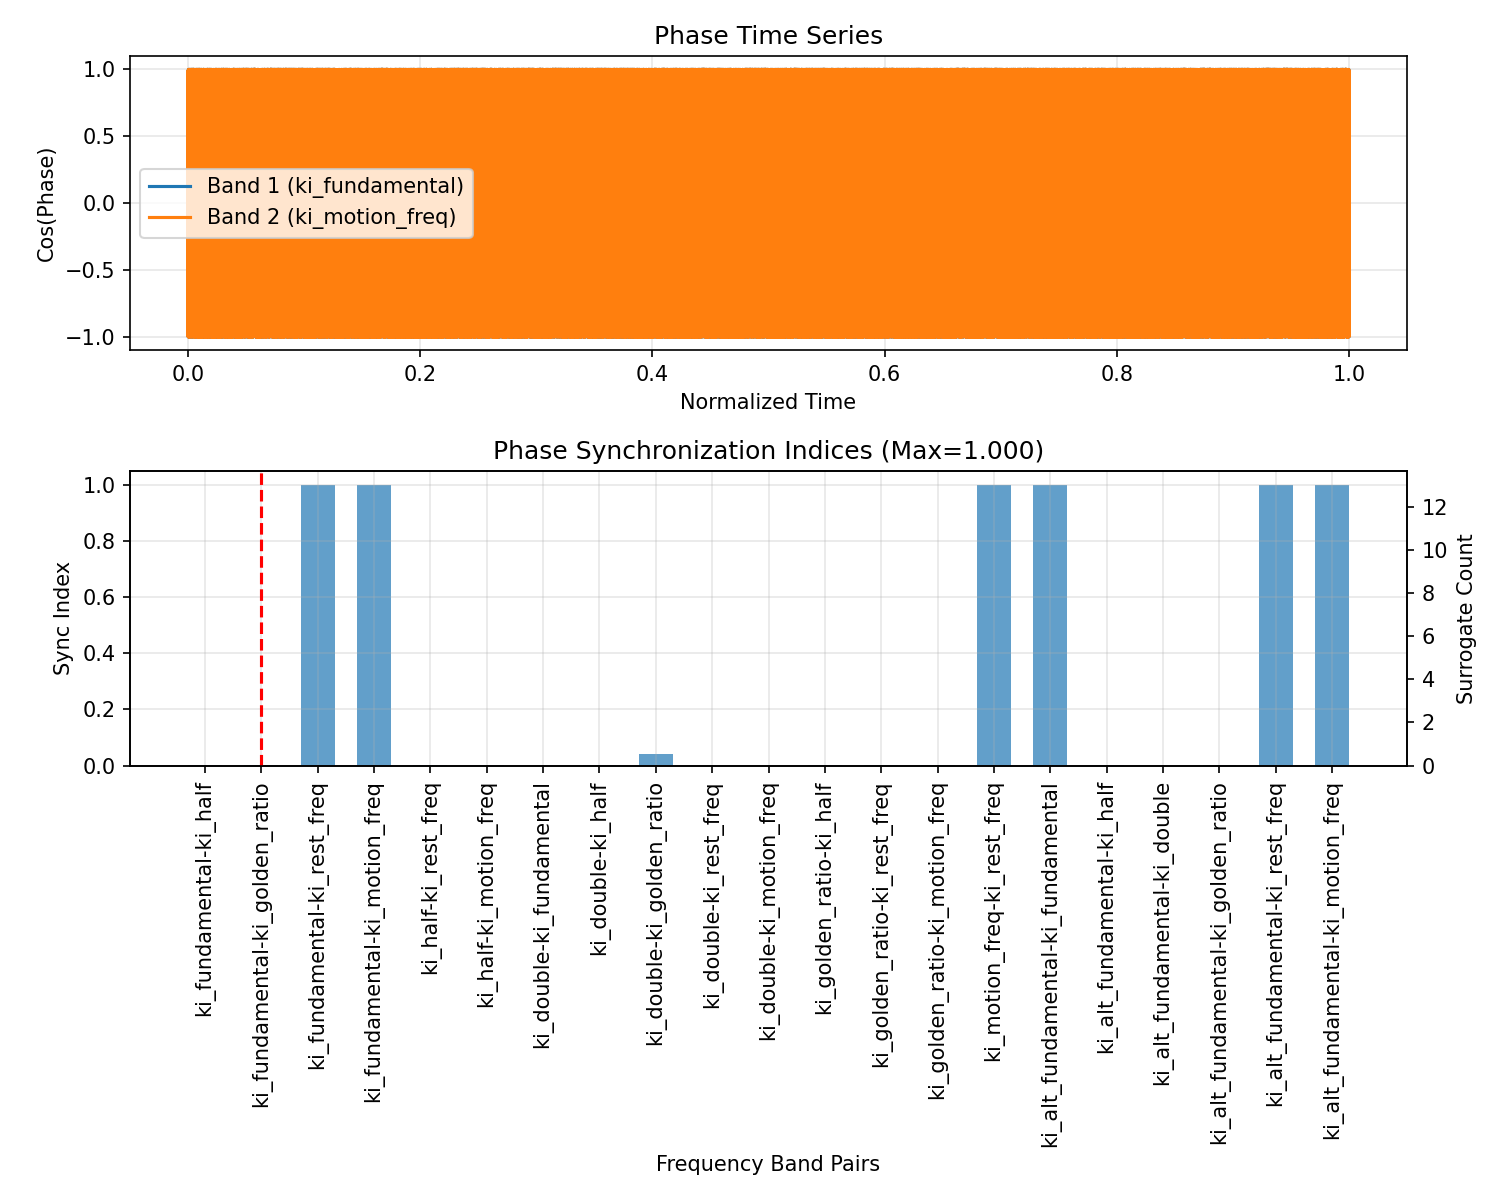 Phase Time Series
1.0
0.5
0.0
−0.5
−1.0
Cos(Phase)
Band 1 (ki_fundamental)
Band 2 (ki_motion_freq)
0.0 0.2 0.4 0.6 0.8 1.0
Normalized Time
Phase Synchronization Indices (Max=1.000)
1.0
0.8
0.6
0.4
0.2
0.0
Sync Index
12
10
8
6
4
2
0
Surrogate Count
ki_fundamental-ki_half
ki_fundamental-ki_golden_ratio
ki_fundamental-ki_rest_freq
ki_fundamental-ki_motion_freq
ki_half-ki_rest_freq
ki_half-ki_motion_freq
ki_double-ki_fundamental
ki_double-ki_half
ki_double-ki_golden_ratio
ki_double-ki_rest_freq
ki_double-ki_motion_freq
ki_golden_ratio-ki_half
ki_golden_ratio-ki_rest_freq
ki_golden_ratio-ki_motion_freq
ki_motion_freq-ki_rest_freq
ki_alt_fundamental-ki_fundamental
ki_alt_fundamental-ki_half
ki_alt_fundamental-ki_double
ki_alt_fundamental-ki_golden_ratio
ki_alt_fundamental-ki_rest_freq
ki_alt_fundamental-ki_motion_freq
Frequency Band Pairs